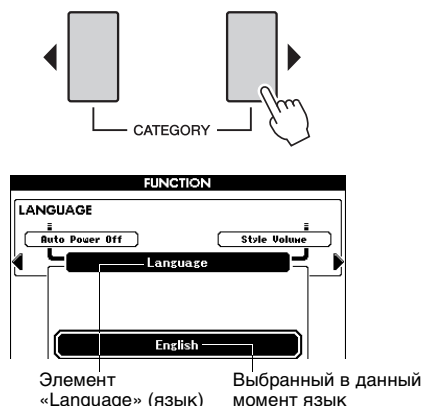 CATEGORY
FUNCTION
LANGUAGE
Auto Power Off
Style Volume
Language
English
Элемент
«Language» (язык)
Выбранный в данный
момент язык